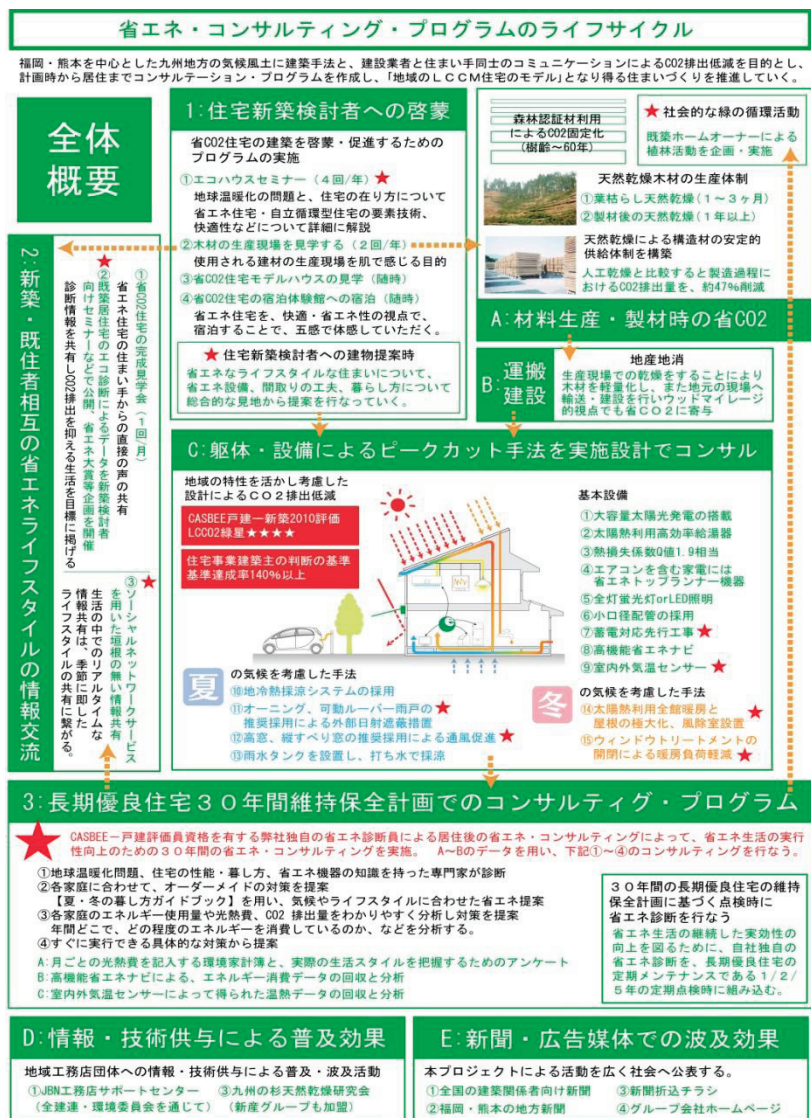 省エネ・コンサルティング・プログラムのライフサイクル
福岡・熊本を中心とした九州地方の気候風土に建築手法と、建設業者と住まい手同士のコミュニケーションによるCO2排出低減を目的とし、
計画時から居住までコンサルテーション・プログラムを作成し、「地域のLCCM住宅のモデル」となり得る住まいづくりを推進していく。
全体
概要
1:住宅新築検討者への啓蒙
省CO2住宅の建築を啓蒙・促進するための
プログラムの実施
①エコハウスセミナー(4回/年)★
地球温暖化の問題と、住宅の在り方について
省エネ住宅・自立循環型住宅の要素技術、
快適性などについて詳細に解説
②木材の生産現場を見学する(2回/年)
使用される建材の生産現場を肌で感じる目的
③省CO2住宅モデルハウスの見学(随時)
④省CO2住宅の宿泊体験館への宿泊(随時)
省エネ住宅を、快適・省エネ性の視点で、
宿泊することで、五感で体感していただく。
★住宅新築検討者への建物提案時
省エネなライフスタイルな住まいについて、
省エネ設備、間取りの工夫、暮らし方について
総合的な見地から提案を行なっていく。
森林認証材利用
によるCO2固定化
(樹齢〜60年)
★社会的な緑の循環活動
既築ホームオーナーによる
植林活動を企画・実施
天然乾燥木材の生産体制
①葉枯らし天然乾燥(1〜3ヶ月)
②製材後の天然乾燥(1年以上)
天然乾燥による構造材の安定的
供給体制を構築
人工乾燥と比較すると製造過程に
おけるCO2排出量を、約47%削減
A:材料生産・製材時の省CO2
B:運搬
建設
地産地消
生産現場での乾燥をすることにより
木材を軽量化し、また地元の現場へ
輸送・建設を行いウッドマイレージ
的視点でも省CO2に寄与
2:新築・既住者相互の省エネライフスタイルの情報交流
①省CO2住宅の完成見学会(1回/月)
省エネ住宅の住まい手からの直接の声の共有
★
②既築居住宅のエコ診断によるデータを新築検討者
向けセミナーなどで公開、省エネ大賞等企画を開催
診断情報を共有しCO2排出を抑える生活を目標に掲げる
★
③ソーシャルネットワークサービス
を用いた垣根の無い情報共有
生活の中でのリアルタイムな
情報共有は、季節に即した
ライフスタイルの共有に繋がる。
C:躯体・設備によるピークカット手法を実施設計でコンサル
地域の特性を活かし考慮した
設計によるCO2排出低減
CASBEE戸建ー新築2010評価
LCCO2緑星★★★★
住宅事業建築主の判断の基準
基準達成率140%以上
基本設備
①大容量太陽光発電の搭載
②太陽熱利用高効率給湯器
③熱損失係数Q値1.9相当
④エアコンを含む家電には
省エネトップランナー機器
⑤全灯蛍光灯orLED照明
⑥小口径配管の採用
⑦蓄電対応先行工事★
⑧高機能省エネナビ
⑨室内外気温センサー★
夏の気候を考慮した手法
⑩地冷熱採涼システムの採用
⑪オーニング、可動ルーバー雨戸の★
推奨採用による外部日射遮蔽措置
⑫高窓、縦すべり窓の推奨採用による通風促進★
⑬雨水タンクを設置し、打ち水で採涼
冬の気候を考慮した手法
⑭太陽熱利用全館暖房と
屋根の極大化、風除室設置★
⑮ウィンドウトリートメントの
開閉による暖房負荷軽減★
3:長期優良住宅30年間維持保全計画でのコンサルティグ・プログラム
★ CASBEEー戸建評価員資格を有する弊社独自の省エネ診断員による居住後の省エネ・コンサルティングによって、省エネ生活の実行
性向上のための30年間の省エネ・コンサルティングを実施。 A〜Bのデータを用い、下記①〜④のコンサルティングを行なう。
①地球温暖化問題、住宅の性能・暮し方、省エネ機器の知識を持った専門家が診断
②各家庭に合わせて、オーダーメイドの対策を提案
【夏・冬の暮し方ガイドブック】を用い、気候やライフスタイルに合わせた省エネ提案
③各家庭のエネルギー使用量や光熱費、CO2 排出量をわかりやすく分析し対策を提案
年間どこで、どの程度のエネルギーを消費しているのか、などを分析する。
④すぐに実行できる具体的な対策から提案
A:月ごとの光熱費を記入する環境家計簿と、実際の生活スタイルを把握するためのアンケート
B:高機能省エネナビによる、エネルギー消費データの回収と分析
C:室内外気温センサーによって得られた温熱データの回収と分析
30年間の長期優良住宅の維持
保全計画に基づく点検時に
省エネ診断を行なう
省エネ生活の継続した実効性の
向上を図るために、自社独自の
省エネ診断を、長期優良住宅の
定期メンテナンスである1/2/
5年の定期点検時に組み込む。
D:情報・技術供与による普及効果
地域工務店団体への情報・技術供与による普及・波及活動
①JBN工務店サポートセンター
(全建連・環境委員会を通じて)
③九州の杉天然乾燥研究会
(新産グループも加盟)
E:新聞・広告媒体での波及効果
本プロジェクトによる活動を広く社会へ公表する。
①全国の建築関係者向け新聞
②福岡・熊本の地方新聞
③新聞折込チラシ
④グループ会社ホームページ